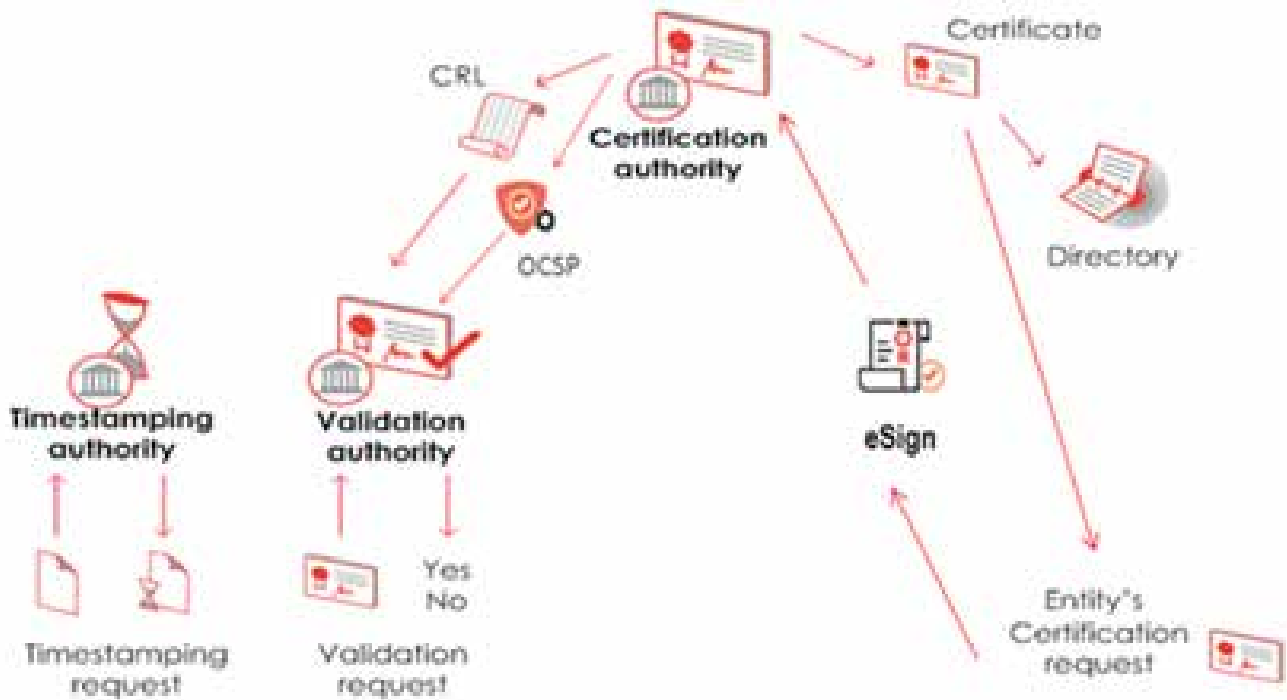 Certificate
CRL
Certification
authority
OCSP
Directory
Timestamping
authority
Validation
authority
eSign
Yes
No
Entity's
Certification
request
Timestamping
request
Validation
request